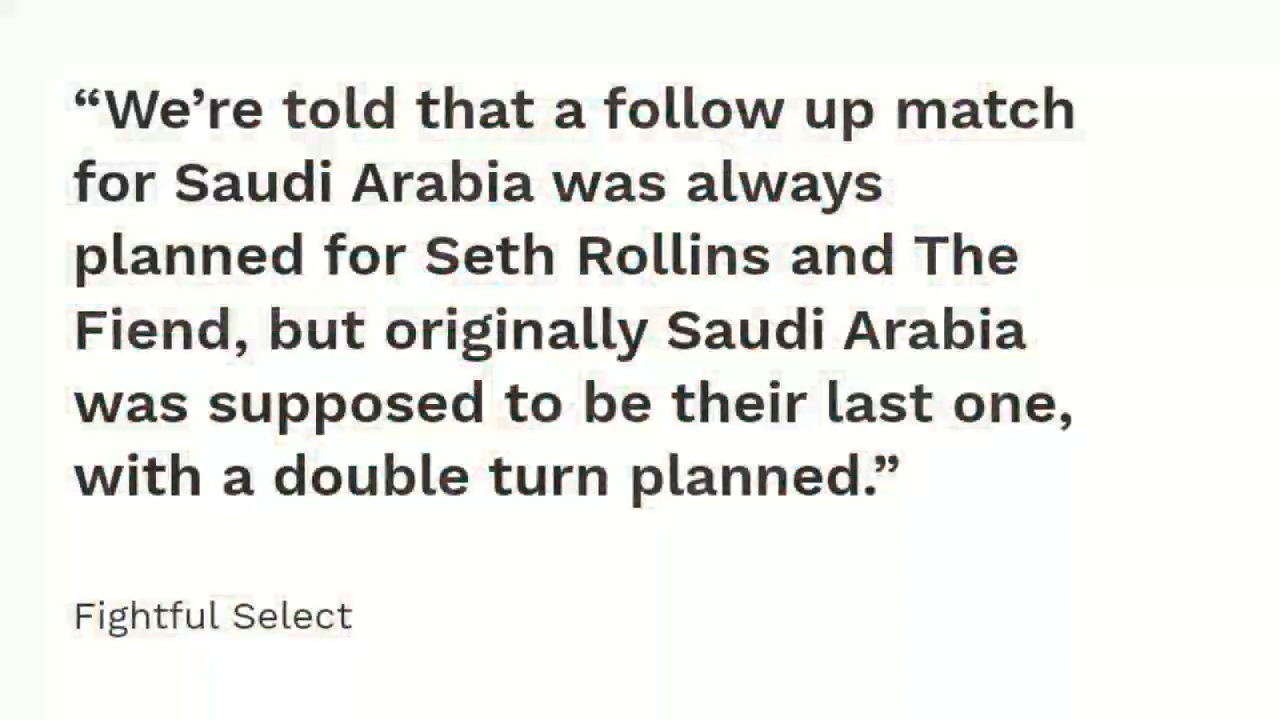 “We’re told that a follow up match
for Saudi Arabia was always
planned for Seth Rollins and The
Fiend, but originally Saudi Arabia
was supposed to be their last one,
with a double turn planned.”
Fightful Select